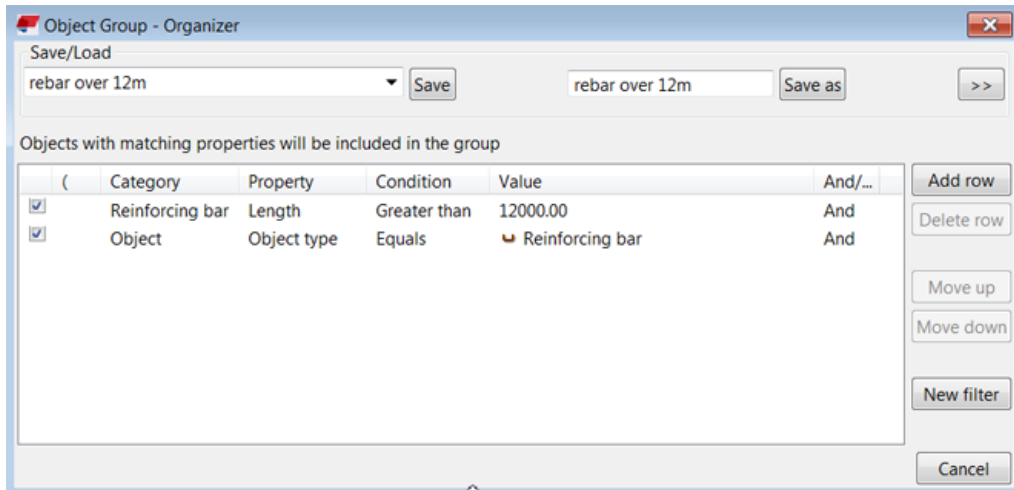 Object Group - Organizer
Save/Load
rebar over 12m Save rebar over 12m Save as >>
Objects with matching properties will be included in the group
( Category Property Condition Value And/... Add row
Reinforcing bar Length Greater than 12000.00 And
Delete row
Object Object type Equals Reinforcing bar And
Move up
Move down
New filter
Cancel